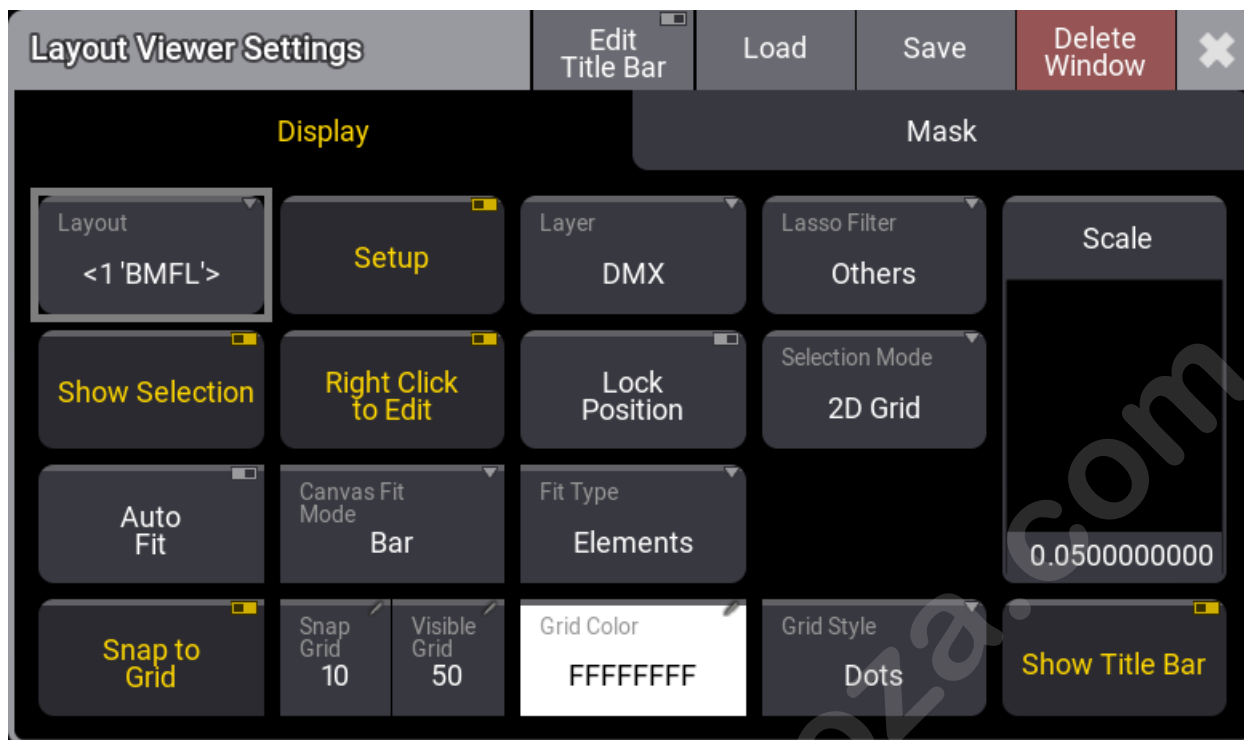 Layout Viewer Settings
Edit
Title Bar
Load
Save
Delete
Window
Display
Mask
Layout
<1 'BMFL'>
Setup
Layer
DMX
Lasso Filter
Others
Scale
Show Selection
Right Click
to Edit
Lock
Position
Selection Mode
2D Grid
Auto
Fit
Canvas Fit
Mode
Bar
Fit Type
Elements
0.0500000000
Snap to
Grid
Snap
Grid
10
Visible
Grid
50
Grid Color
FFFFFFFF
Grid Style
Dots
Show Title Bar
oza.com